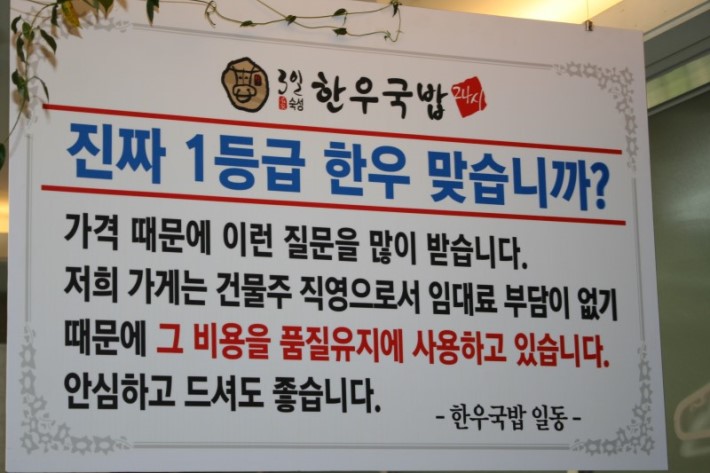 3일 숙성 한우국밥 24시
진짜 1등급 한우 맞습니까?
가격 때문에 이런 질문을 많이 받습니다.
저희 가게는 건물주 직영으로서 임대료 부담이 없기
때문에 그 비용을 품질유지에 사용하고 있습니다.
안심하고 드셔도 좋습니다.
- 한우국밥 일동 -